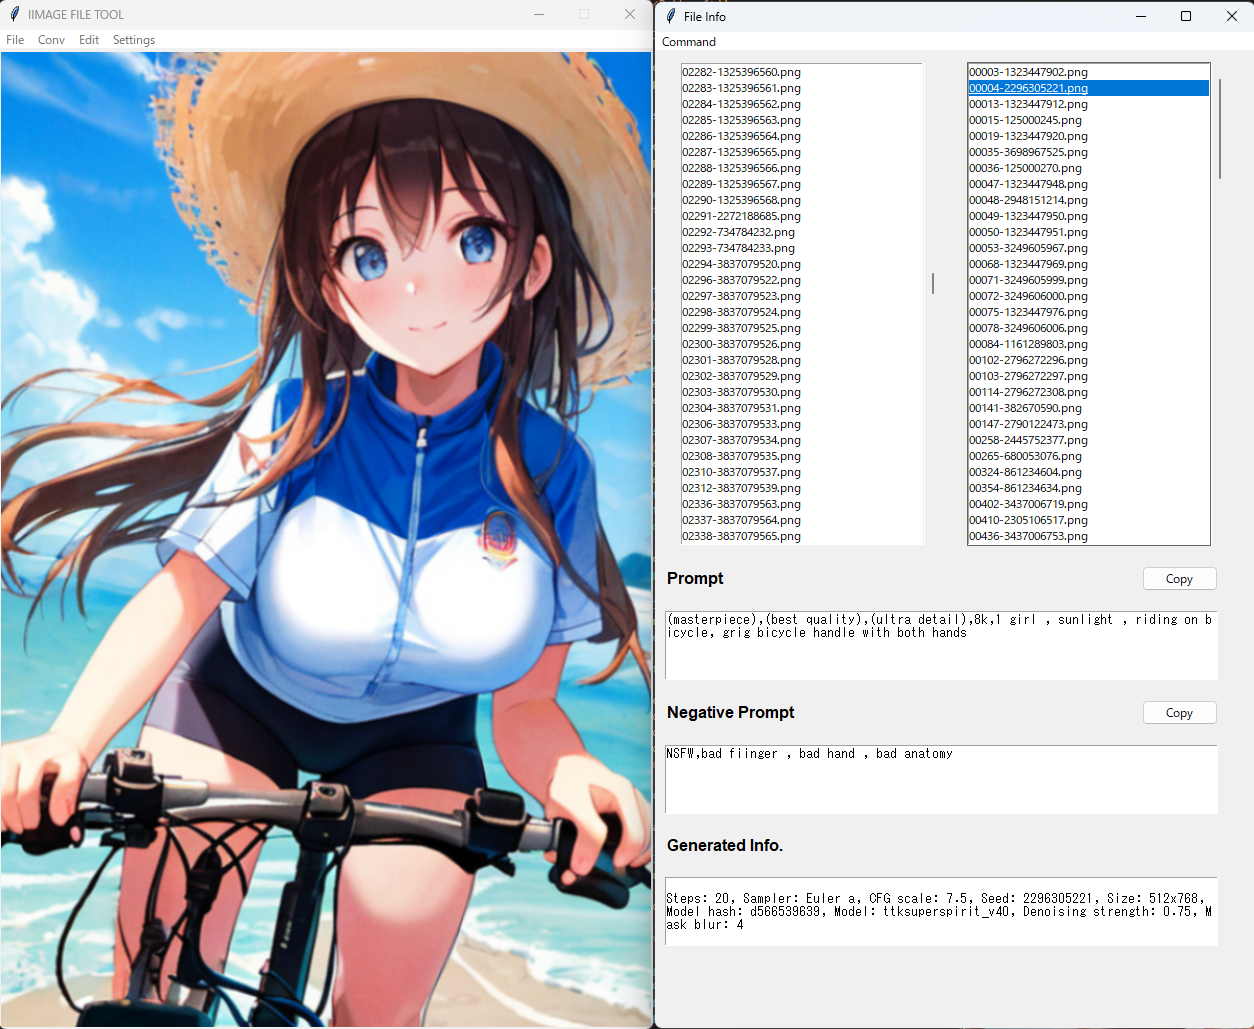 IIMAGE FILE TOOL
File Conv Edit Settings
File Info
Command
02282-1325396560.png
02283-1325396561.png
02284-1325396562.png
02285-1325396563.png
02286-1325396564.png
02287-1325396565.png
02288-1325396566.png
02289-1325396567.png
02290-1325396568.png
02291-2272188685.png
02292-734784232.png
02293-734784233.png
02294-3837079520.png
02296-3837079522.png
02297-3837079523.png
02298-3837079524.png
02299-3837079525.png
02300-3837079526.png
02301-3837079528.png
02302-3837079529.png
02303-3837079530.png
02304-3837079531.png
02306-3837079533.png
02307-3837079534.png
02308-3837079535.png
02310-3837079537.png
02312-3837079539.png
02336-3837079563.png
02337-3837079564.png
02338-3837079565.png
00003-1323447902.png
00004-2296305221.png
00013-1323447912.png
00015-125000245.png
00019-1323447920.png
00035-3698967525.png
00036-125000270.png
00047-1323447948.png
00048-2948151214.png
00049-1323447950.png
00050-1323447951.png
00053-3249605967.png
00068-1323447969.png
00071-3249605999.png
00072-3249606000.png
00075-1323447976.png
00078-3249606006.png
00084-1161289803.png
00102-2796272296.png
00103-2796272297.png
00114-2796272308.png
00141-382670590.png
00147-2790122473.png
00258-2445752377.png
00265-680053076.png
00324-861234604.png
00354-861234634.png
00402-3437006719.png
00410-2305106517.png
00436-3437006753.png
Prompt
Copy
(masterpiece),(best quality),(ultra detail),8k,1 girl , sunlight , riding on b
icycle, grig bicycle handle with both hands
Negative Prompt
Copy
NSFW,bad fiinger , bad hand , bad anatomy
Generated Info.
Steps: 20, Sampler: Euler a, CFG scale: 7.5, Seed: 2296305221, Size: 512x768,
Model hash: d566539639, Model: ttksuperspirit_v40, Denoising strength: 0.75, M
ask blur: 4